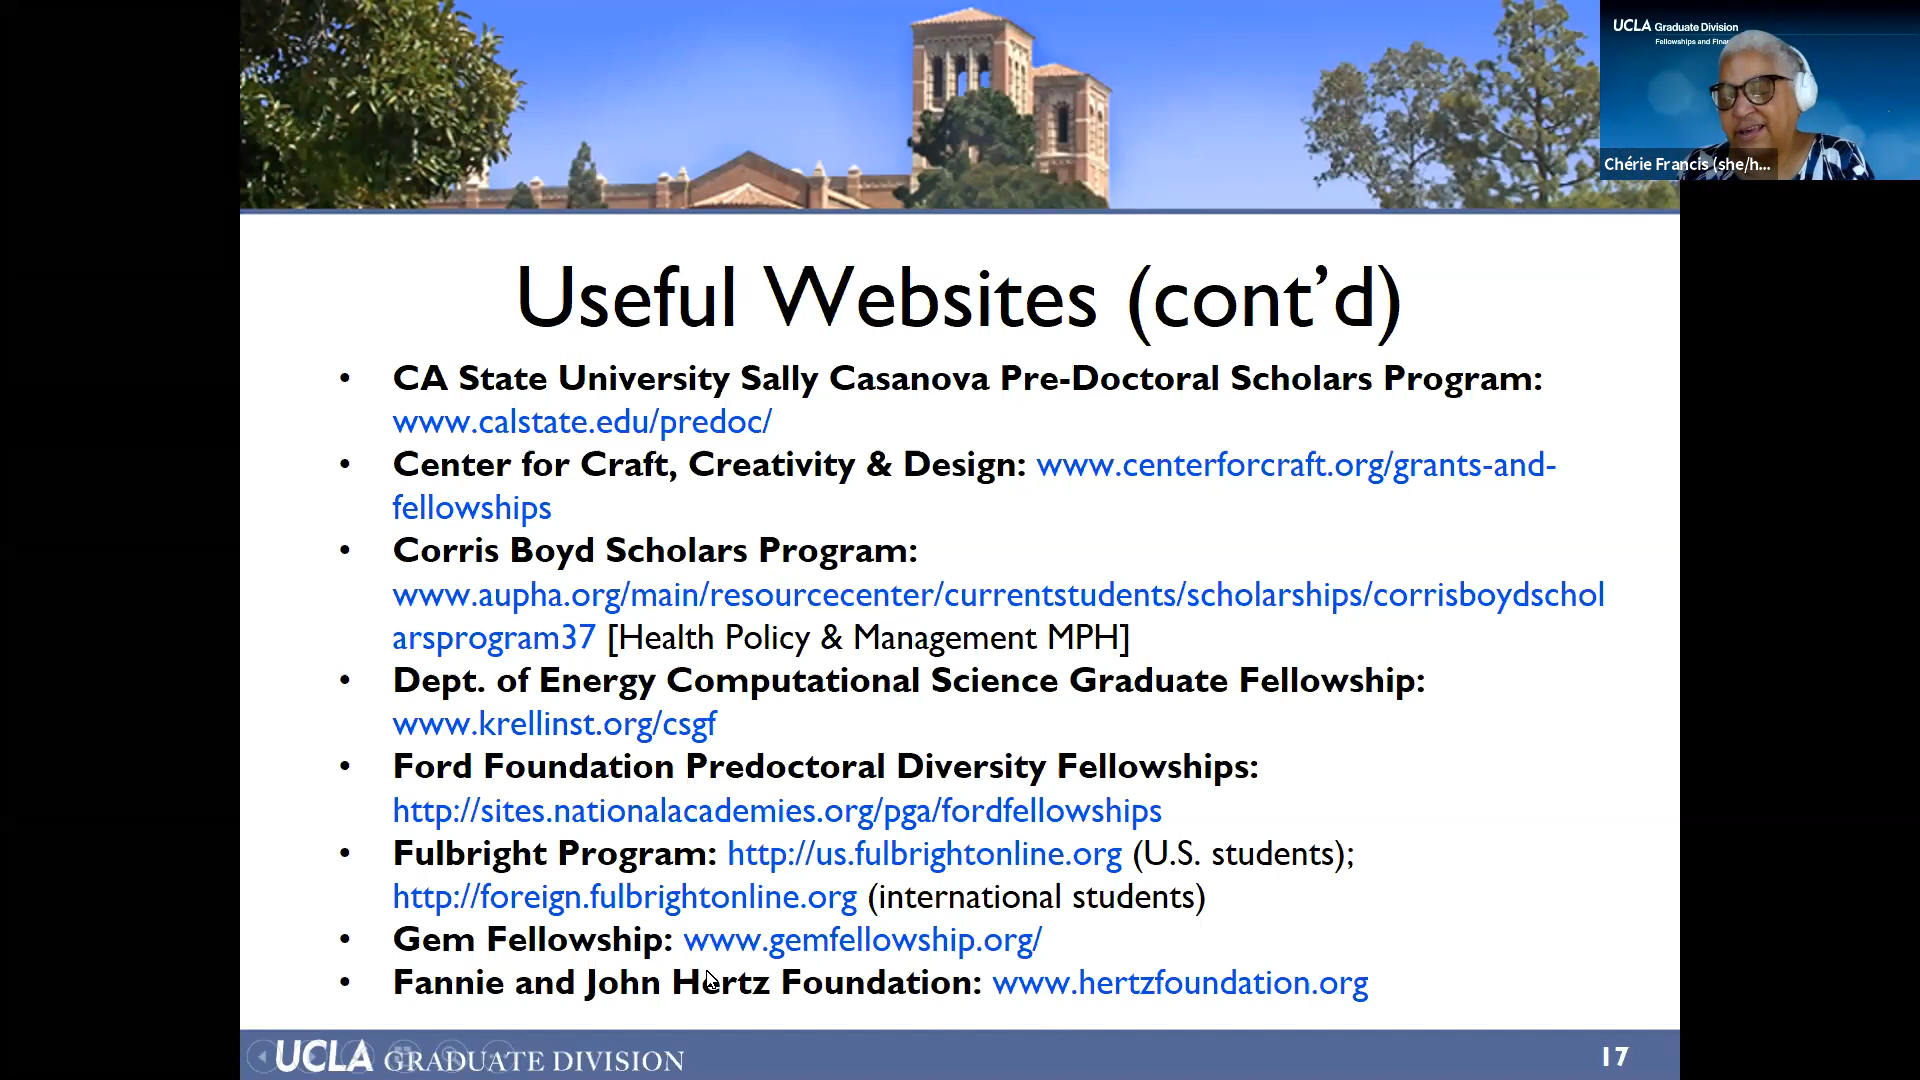 UCLA Graduate Division
Fellowships and Finan
Chérie Francis (she/h...
Useful Websites (cont’d)
• CA State University Sally Casanova Pre-Doctoral Scholars Program:
www.calstate.edu/predoc/
• Center for Craft, Creativity & Design: www.centerforcraft.org/grants-and-
fellowships
• Corris Boyd Scholars Program:
www.aupha.org/main/resourcecenter/currentstudents/scholarships/corrisboydschol
arsprogram37 [Health Policy & Management MPH]
• Dept. of Energy Computational Science Graduate Fellowship:
www.krellinst.org/csgf
• Ford Foundation Predoctoral Diversity Fellowships:
http://sites.nationalacademies.org/pga/fordfellowships
• Fulbright Program: http://us.fulbrightonline.org (U.S. students);
http://foreign.fulbrightonline.org (international students)
• Gem Fellowship: www.gemfellowship.org/
• Fannie and John Hertz Foundation: www.hertzfoundation.org
UCLA GRADUATE DIVISION
17